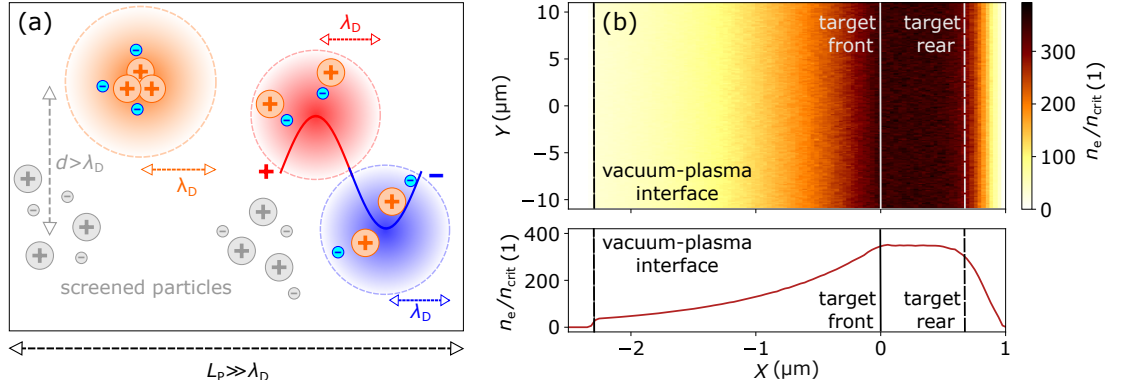 (a)
λD
d>λD
λD
+
−
screened particles
λD
LP≫λD
(b)
target
front
target
rear
vacuum-plasma
interface
10
5
0
−5
−10
Y (μm)
300
200
100
0
ne/ncrit (1)
400
200
0
ne/ncrit (1)
vacuum-plasma
interface
target
front
target
rear
−2
−1
0
1
X (μm)